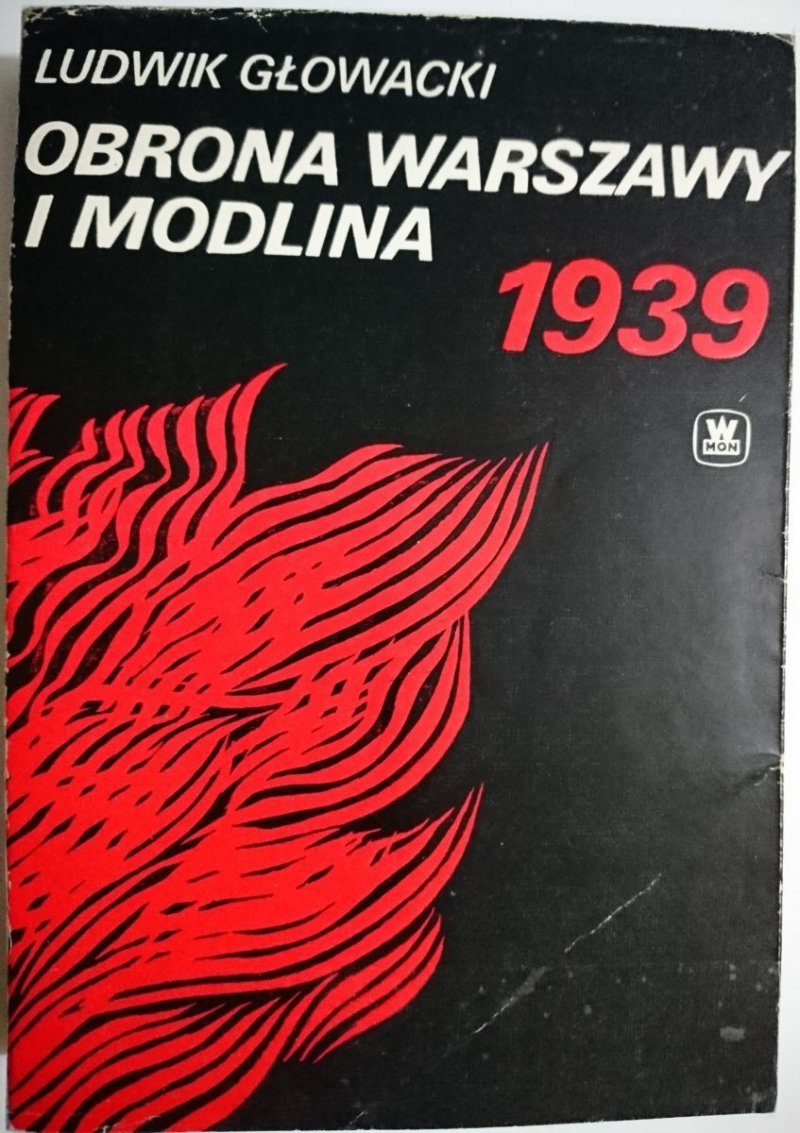 LUDWIK GŁOWACKI
OBRONA WARSZAWY
I MODLINA
1939
W
MON